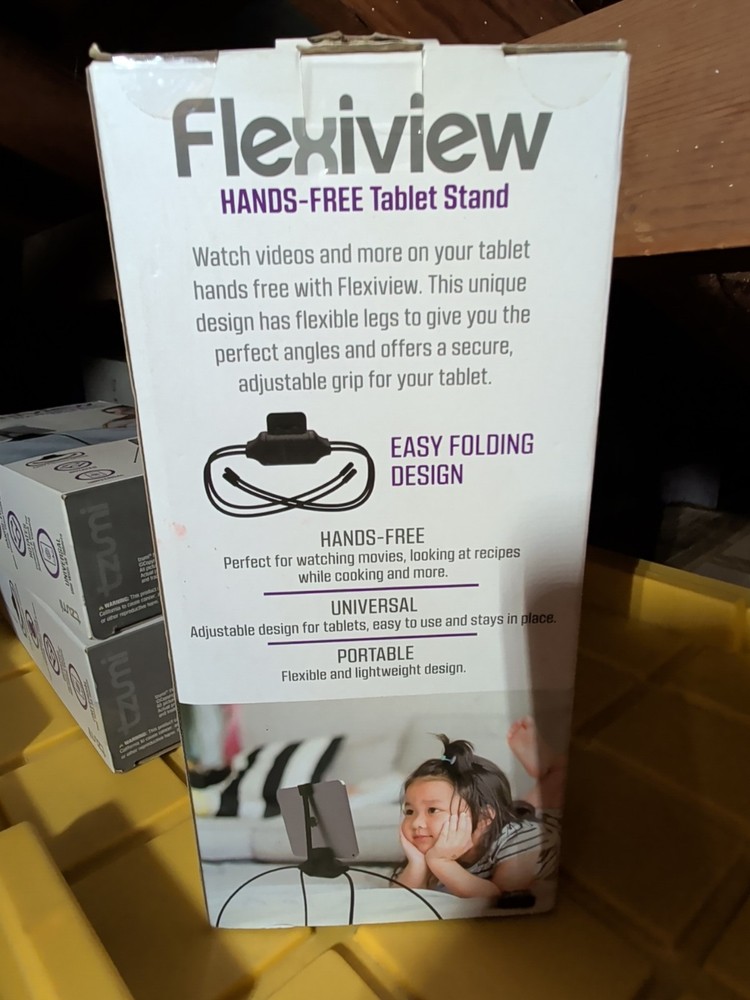 Flexiview
HANDS-FREE Tablet Stand
Watch videos and more on your tablet
hands free with Flexiview. This unique
design has flexible legs to give you the
perfect angles and offers a secure,
adjustable grip for your tablet.
EASY FOLDING
DESIGN
HANDS-FREE
Perfect for watching movies, looking at recipes
while cooking and more.
UNIVERSAL
Adjustable design for tablets, easy to use and stays in place.
PORTABLE
Flexible and lightweight design.
tzumi
WARNING:
tzumi
WARNING: